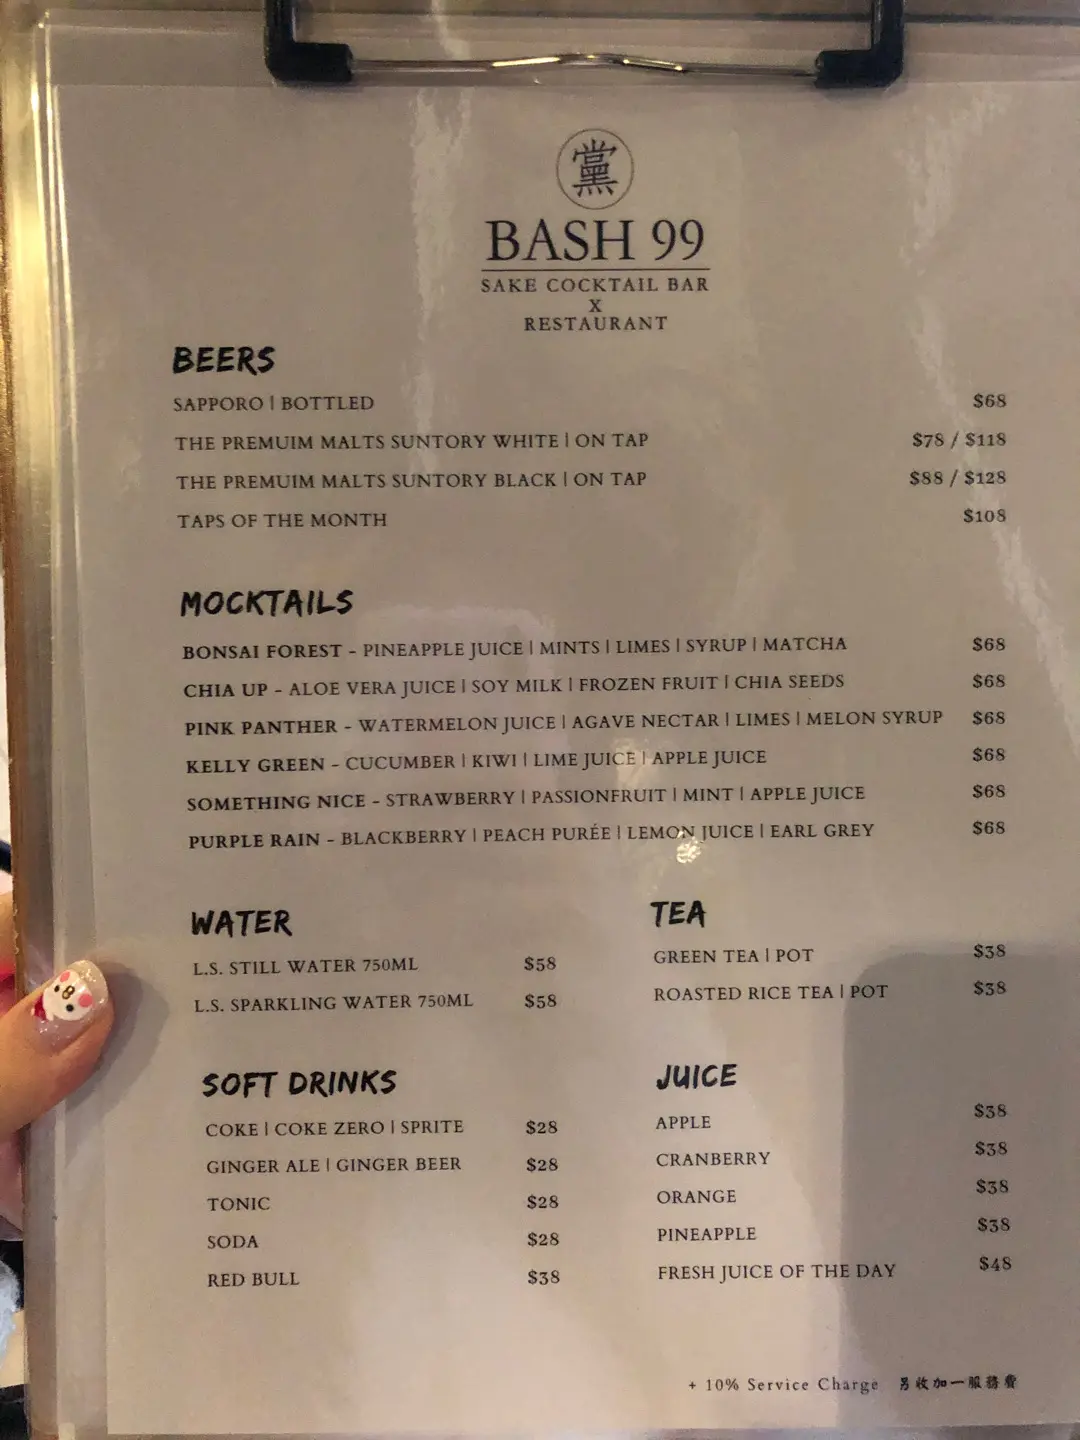 黨
BASH 99
SAKE COCKTAIL BAR
X
RESTAURANT
BEERS
SAPPORO | BOTTLED $68
THE PREMUIM MALTS SUNTORY WHITE | ON TAP $78 / $118
THE PREMUIM MALTS SUNTORY BLACK | ON TAP $88 / $128
TAPS OF THE MONTH $108
MOCKTAILS
BONSAI FOREST - PINEAPPLE JUICE | MINTS | LIMES | SYRUP | MATCHA $68
CHIA UP - ALOE VERA JUICE | SOY MILK | FROZEN FRUIT | CHIA SEEDS $68
PINK PANTHER - WATERMELON JUICE | AGAVE NECTAR | LIMES | MELON SYRUP $68
KELLY GREEN - CUCUMBER | KIWI | LIME JUICE | APPLE JUICE $68
SOMETHING NICE - STRAWBERRY | PASSIONFRUIT | MINT | APPLE JUICE $68
PURPLE RAIN - BLACKBERRY | PEACH PURÉE | LEMON JUICE | EARL GREY $68
WATER
L.S. STILL WATER 750ML $58
L.S. SPARKLING WATER 750ML $58
TEA
GREEN TEA | POT $38
ROASTED RICE TEA | POT $38
SOFT DRINKS
COKE | COKE ZERO | SPRITE $28
GINGER ALE | GINGER BEER $28
TONIC $28
SODA $28
RED BULL $38
JUICE
APPLE $38
CRANBERRY $38
ORANGE $38
PINEAPPLE $38
FRESH JUICE OF THE DAY $48
+ 10% Service Charge 另收加一服務費